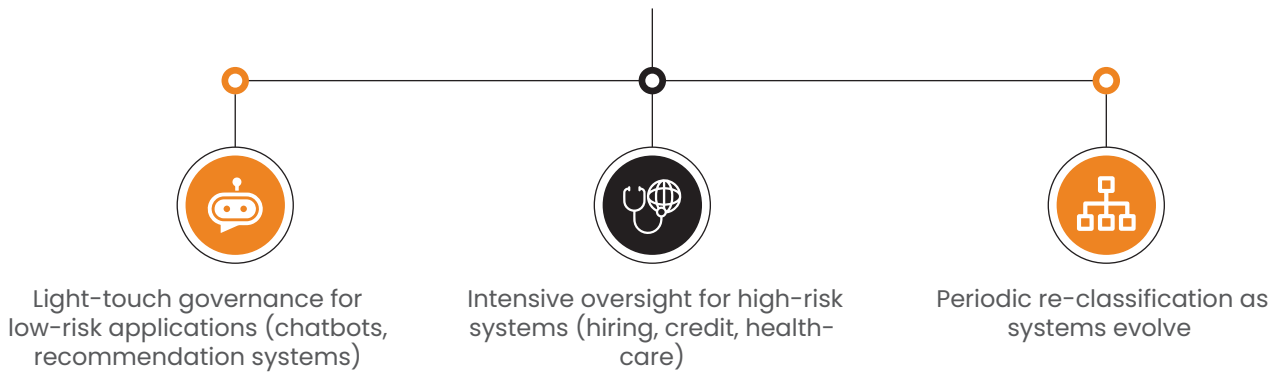 Light-touch governance for
low-risk applications (chatbots,
recommendation systems)
Intensive oversight for high-risk
systems (hiring, credit, health-
care)
Periodic re-classification as
systems evolve